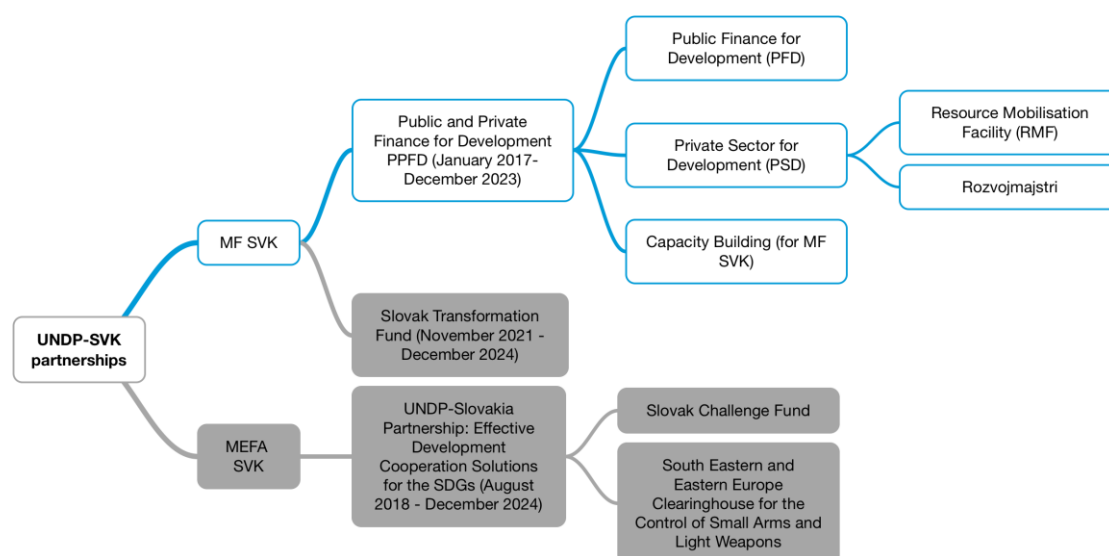 Public Finance for
Development (PFD)
Public and Private
Finance for Development
PPFD (January 2017-
December 2023)
Private Sector for
Development (PSD)
Resource Mobilisation
Facility (RMF)
Rozvojmajstri
MF SVK
Capacity Building (for MF
SVK)
Slovak Transformation
Fund (November 2021 -
December 2024)
UNDP-SVK
partnerships
MEFA
SVK
UNDP-Slovakia
Partnership: Effective
Development
Cooperation Solutions
for the SDGs (August
2018 - December 2024)
Slovak Challenge Fund
South Eastern and
Eastern Europe
Clearinghouse for the
Control of Small Arms and
Light Weapons